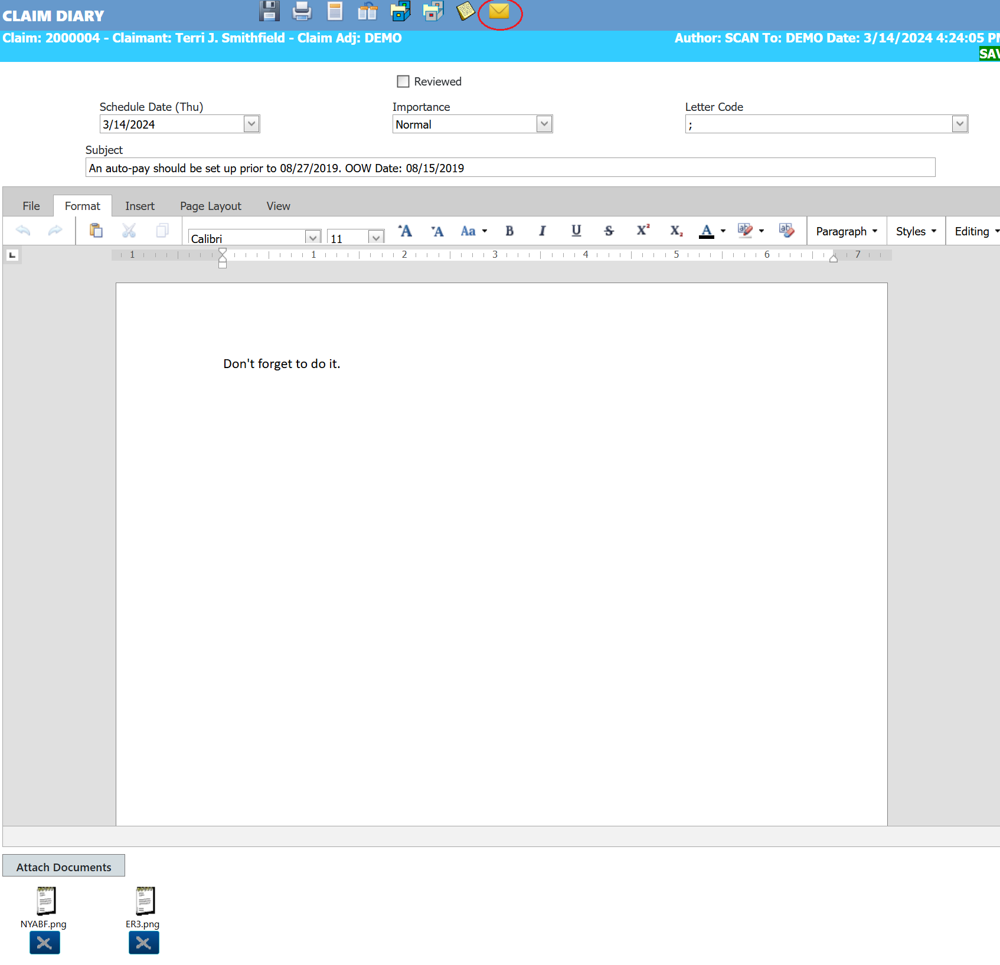 CLAIM DIARY
Claim: 2000004 - Claimant: Terri J. Smithfield - Claim Adj: DEMO
Author: SCAN To: DEMO Date: 3/14/2024 4:24:05 PM
SAV
Reviewed
Schedule Date (Thu)
Importance
Letter Code
3/14/2024
Normal
;
Subject
An auto-pay should be set up prior to 08/27/2019. OOW Date: 08/15/2019
File Format Insert Page Layout View
Calibri 11 A A Aa B I U S X² X₂ A ab ab Paragraph Styles Editing
1 1 2 3 4 5 6 7
Don't forget to do it.
Attach Documents
NYABF.png ER3.png